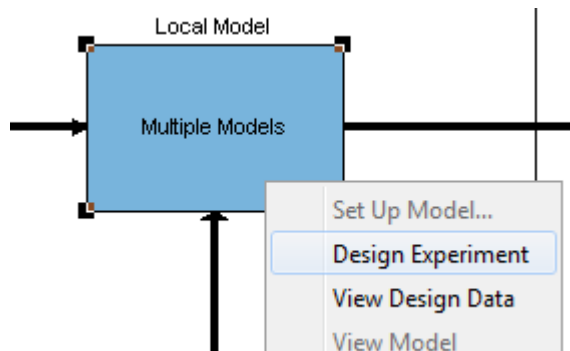 Local Model
Multiple Models
Set Up Model...
Design Experiment
View Design Data
View Model